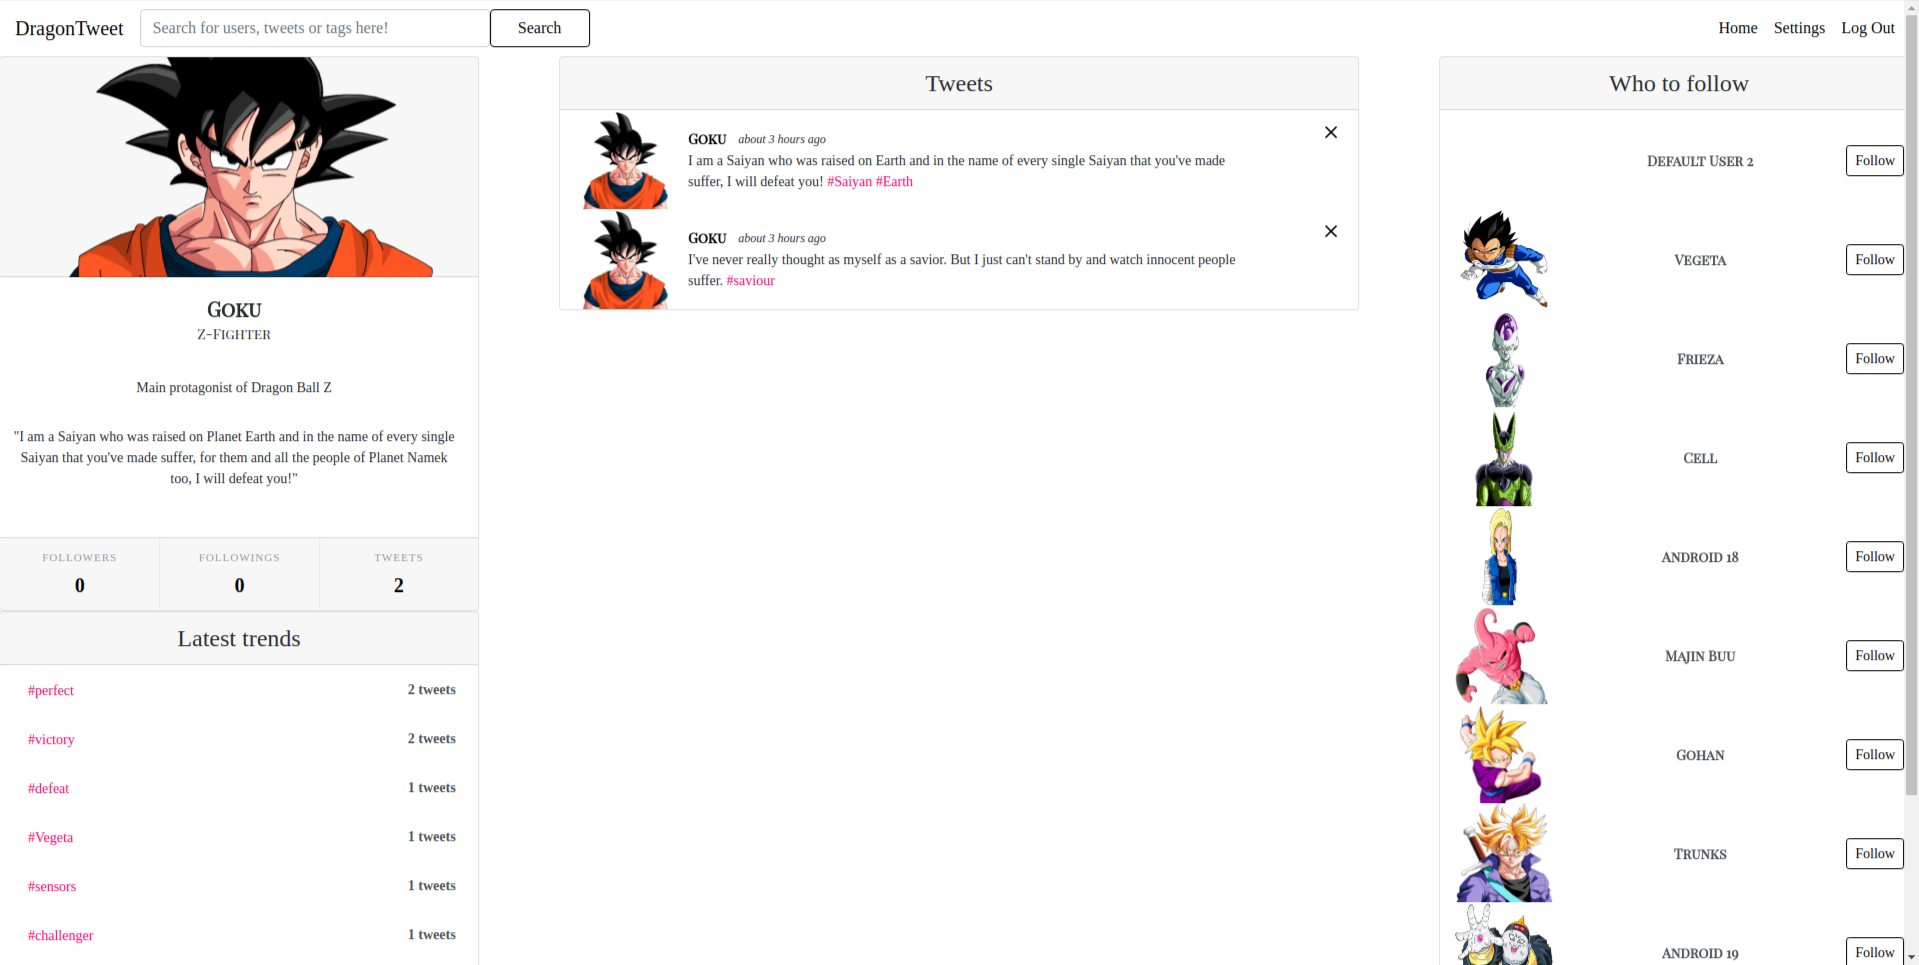 DragonTweet
Search for users, tweets or tags here!
Search
Home Settings Log Out
Goku
Z-Fighter
Main protagonist of Dragon Ball Z
"I am a Saiyan who was raised on Planet Earth and in the name of every single
Saiyan that you've made suffer, for them and all the people of Planet Namek
too, I will defeat you!"
FOLLOWERS FOLLOWINGS TWEETS
0 0 2
Latest trends
#perfect 2 tweets
#victory 2 tweets
#defeat 1 tweets
#Vegeta 1 tweets
#sensors 1 tweets
#challenger 1 tweets
Tweets
Goku about 3 hours ago
I am a Saiyan who was raised on Earth and in the name of every single Saiyan that you've made
suffer, I will defeat you! #Saiyan #Earth
Goku about 3 hours ago
I've never really thought as myself as a savior. But I just can't stand by and watch innocent people
suffer. #saviour
Who to follow
Default User 2 Follow
Vegeta Follow
Frieza Follow
Cell Follow
Android 18 Follow
Majin Buu Follow
Gohan Follow
Trunks Follow
Android 19 Follow